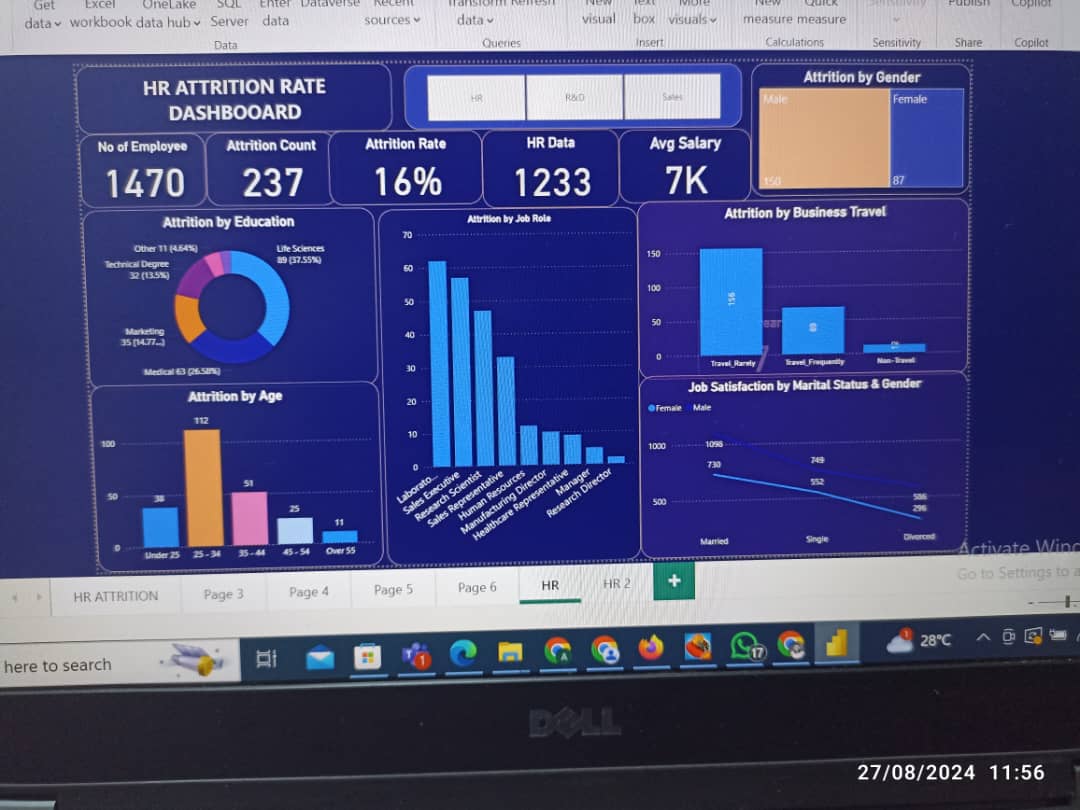 Get
data
Excel
workbook
OneLake
data hub
SQL
Server
Enter
data
Dataverse
Recent
sources
Transform
data
Refresh
New
visual
Text
box
More
visuals
New
measure
Quick
measure
Sensitivity
Publish
Copilot
Data
Queries
Insert
Calculations
Sensitivity
Share
Copilot
HR ATTRITION RATE
DASHBOOARD
HR
R&D
Sales
Attrition by Gender
Male
Female
150
87
No of Employee
1470
Attrition Count
237
Attrition Rate
16%
HR Data
1233
Avg Salary
7K
Attrition by Education
Other 11 (4.64%)
Technical Degree
32 (13.5%)
Marketing
35 (14.77...)
Medical 63 (26.58%)
Life Sciences
89 (37.55%)
Attrition by Job Role
70
60
50
40
30
20
10
0
Laborato...
Sales Executive
Research Scientist
Sales Representative
Human Resources
Manufacturing Director
Healthcare Representative
Manager
Research Director
Attrition by Business Travel
150
100
50
0
156
Travel_Rarely
Travel_Frequently
Non-Travel
Attrition by Age
100
50
0
38
112
51
25
11
Under 25
25 - 34
35 - 44
45 - 54
Over 55
Job Satisfaction by Marital Status & Gender
Female
Male
1000
500
1098
730
749
552
586
296
Married
Single
Divorced
Activate Wind
Go to Settings to a
HR ATTRITION
Page 3
Page 4
Page 5
Page 6
HR
HR 2
+
here to search
1
17
1
28°C
DELL
27/08/2024 11:56